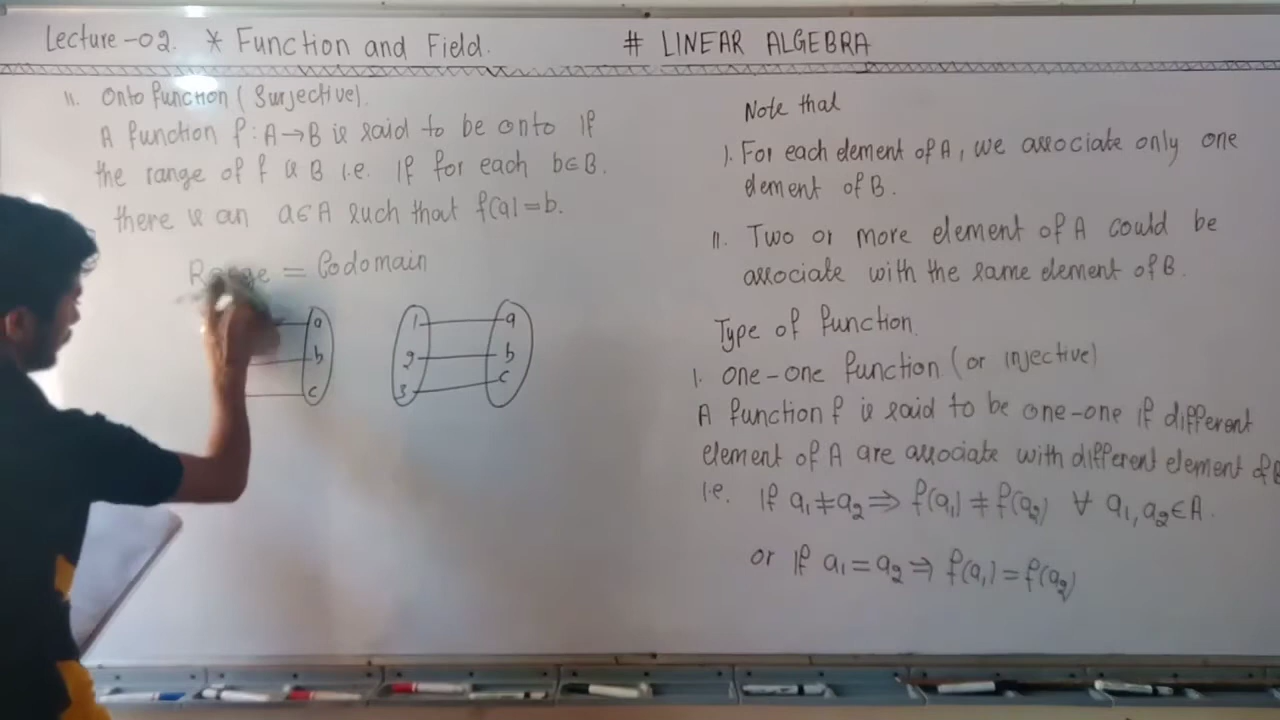 Lecture-02. * Function and Field. # LINEAR ALGEBRA
II. Onto function (Surjective).
A function f: A→B is said to be onto if
the range of f is B i.e. If for each b∈B.
there is an a∈A such that f(a)=b.
= Codomain
a
b
c
1 a
2 b
3 c
Note that
I. For each element of A, we associate only one
element of B.
II. Two or more element of A could be
associate with the same element of B.
Type of function.
I. One-One function (or injective)
A function f is said to be one-one if different
element of A are associate with different element of B
i.e. If a₁≠a₂ ⇒ f(a₁) ≠ f(a₂) ∀ a₁,a₂∈A.
or If a₁=a₂ ⇒ f(a₁)=f(a₂)